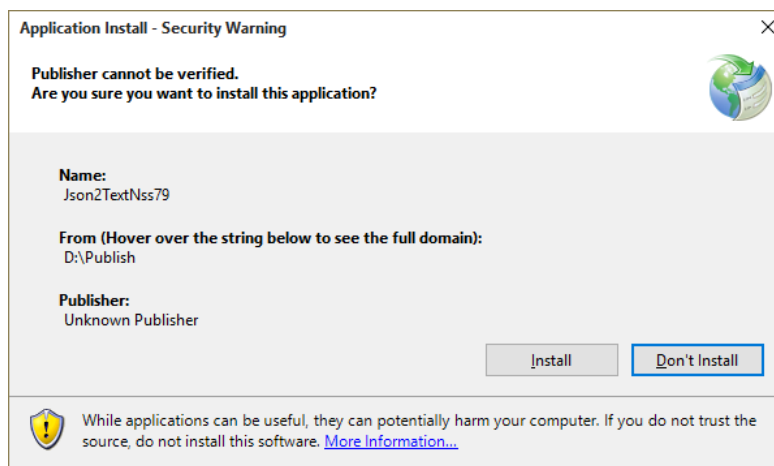 Application Install - Security Warning
Publisher cannot be verified.
Are you sure you want to install this application?
Name:
Json2TextNss79
From (Hover over the string below to see the full domain):
D:\Publish
Publisher:
Unknown Publisher
Install
Don't Install
While applications can be useful, they can potentially harm your computer. If you do not trust the
source, do not install this software. More Information...